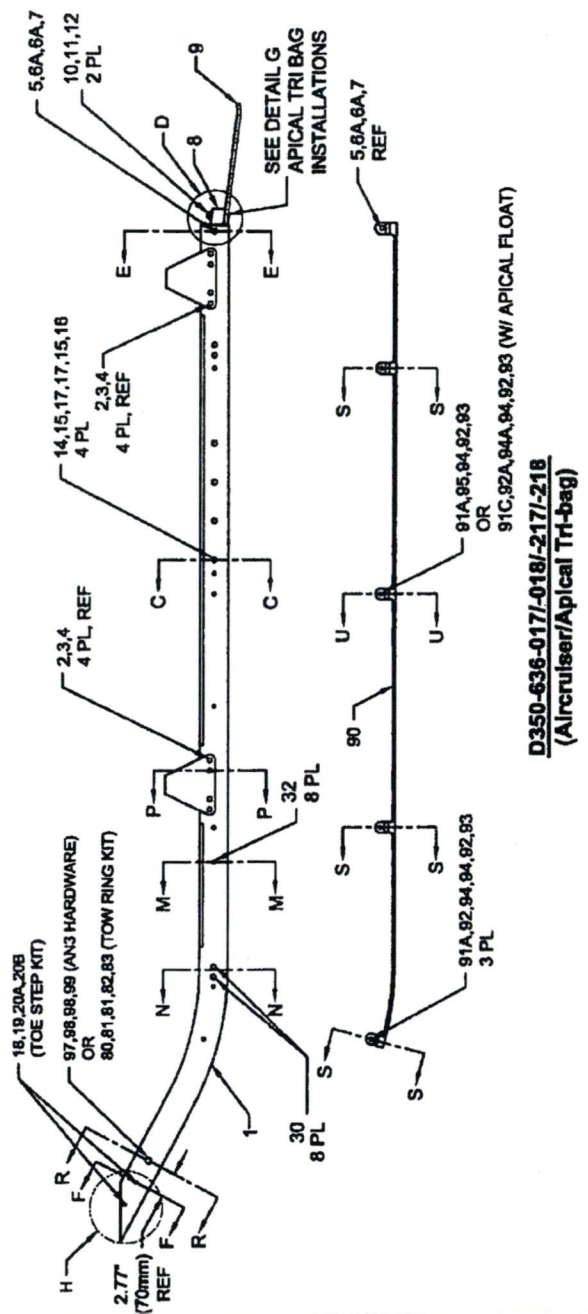 18,19,20A,20B
(TOE STEP KIT)
97,98,98,99 (AN3 HARDWARE)
OR
80,81,81,82,83 (TOW RING KIT)
2,3,4
4 PL, REF
14,15,17,17,15,16
4 PL
2,3,4
4 PL, REF
5,6A,6A,7
10,11,12
2 PL
D
8
9
SEE DETAIL G
APICAL TRI BAG
INSTALLATIONS
H
R
F
2.77"
(70mm)
REF
F
R
1
30
8 PL
N
N
M
M
32
8 PL
P
P
C
C
E
E
5,6A,6A,7
REF
S
S
91A,92,94,94,92,93
3 PL
S
S
90
U
U
91A,95,94,92,93
OR
91C,92A,94A,94,92,93 (W/ APICAL FLOAT)
S
S
D350-636-017/-018/-217/-218
(Aircruiser/Apical Tri-bag)